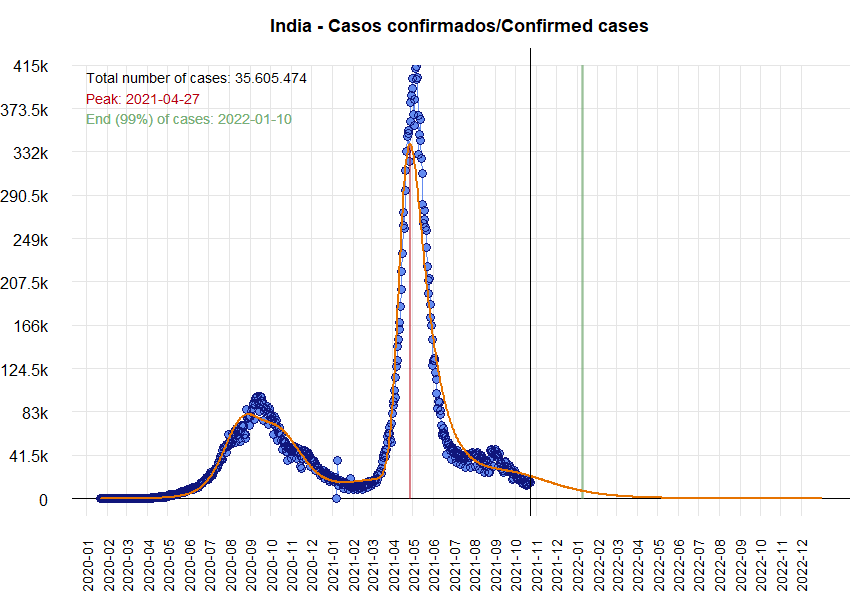 India - Casos confirmados/Confirmed cases
415k
Total number of cases: 35.605.474
Peak: 2021-04-27
373.5k
End (99%) of cases: 2022-01-10
332k
290.5k
249k
207.5k
166k
124.5k
83k
41.5k
0
2020-01
2020-02
2020-03
2020-04
2020-05
2020-06
2020-07
2020-08
2020-09
2020-10
2020-11
2020-12
2021-01
2021-02
2021-03
2021-04
2021-05
2021-06
2021-07
2021-08
2021-09
2021-10
2021-11
2021-12
2022-01
2022-02
2022-03
2022-04
2022-05
2022-06
2022-07
2022-08
2022-09
2022-10
2022-11
2022-12